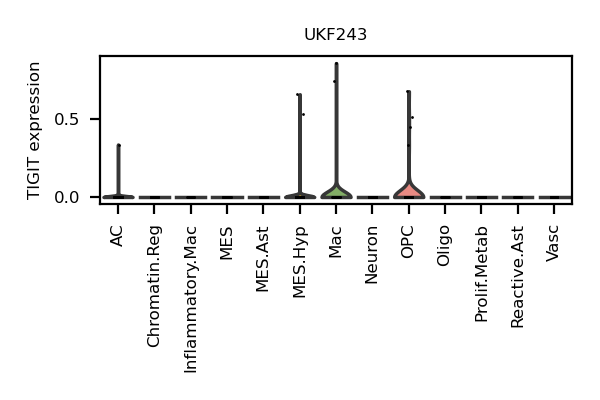 UKF243
TIGIT expression
0.5
0.0
AC
Chromatin.Reg
Inflammatory.Mac
MES
MES.Ast
MES.Hyp
Mac
Neuron
OPC
Oligo
Prolif.Metab
Reactive.Ast
Vasc